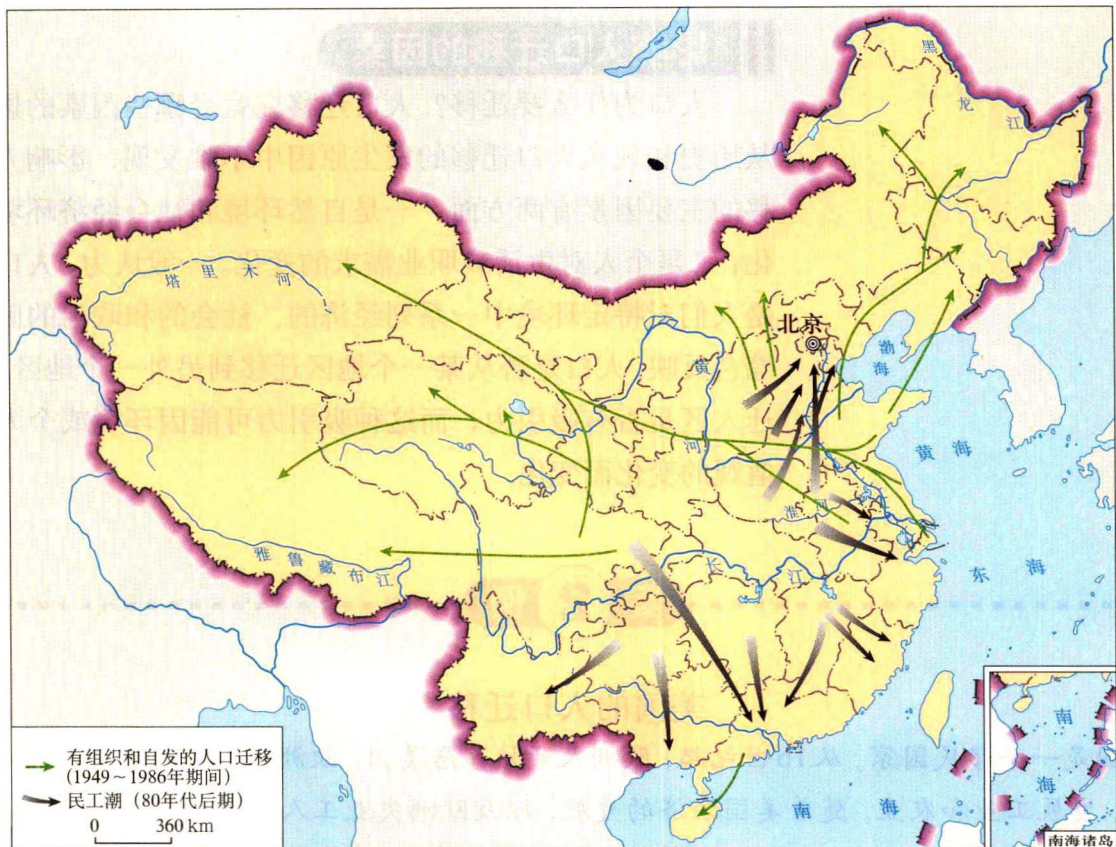 黑龙江
塔里木河
北京
渤海
黄河
黄海
淮河
长江
东海
雅鲁藏布江
南海
南海
南海诸岛
有组织和自发的人口迁移
(1949~1986年期间)
民工潮(80年代后期)
0 360 km